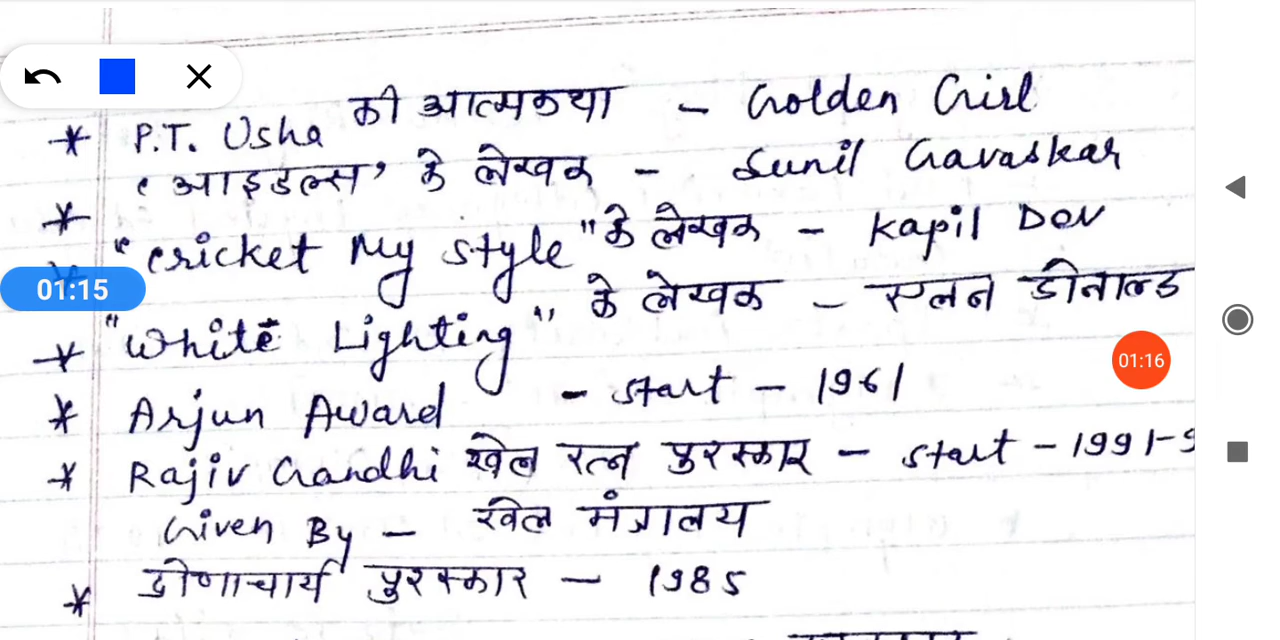 * P.T. Usha की आत्मकथा - Golden Girl
* ‘आइडल्स’ के लेखक - Sunil Gavaskar
* "Cricket My Style" के लेखक - Kapil Dev
01:15
* "White Lighting" के लेखक - एलन डोनाल्ड
01:16
* Arjun Award - Start - 1961
* Rajiv Gandhi खेल रत्न पुरस्कार - Start - 1991-9
Given By - खेल मंत्रालय
* द्रोणाचार्य पुरस्कार - 1985